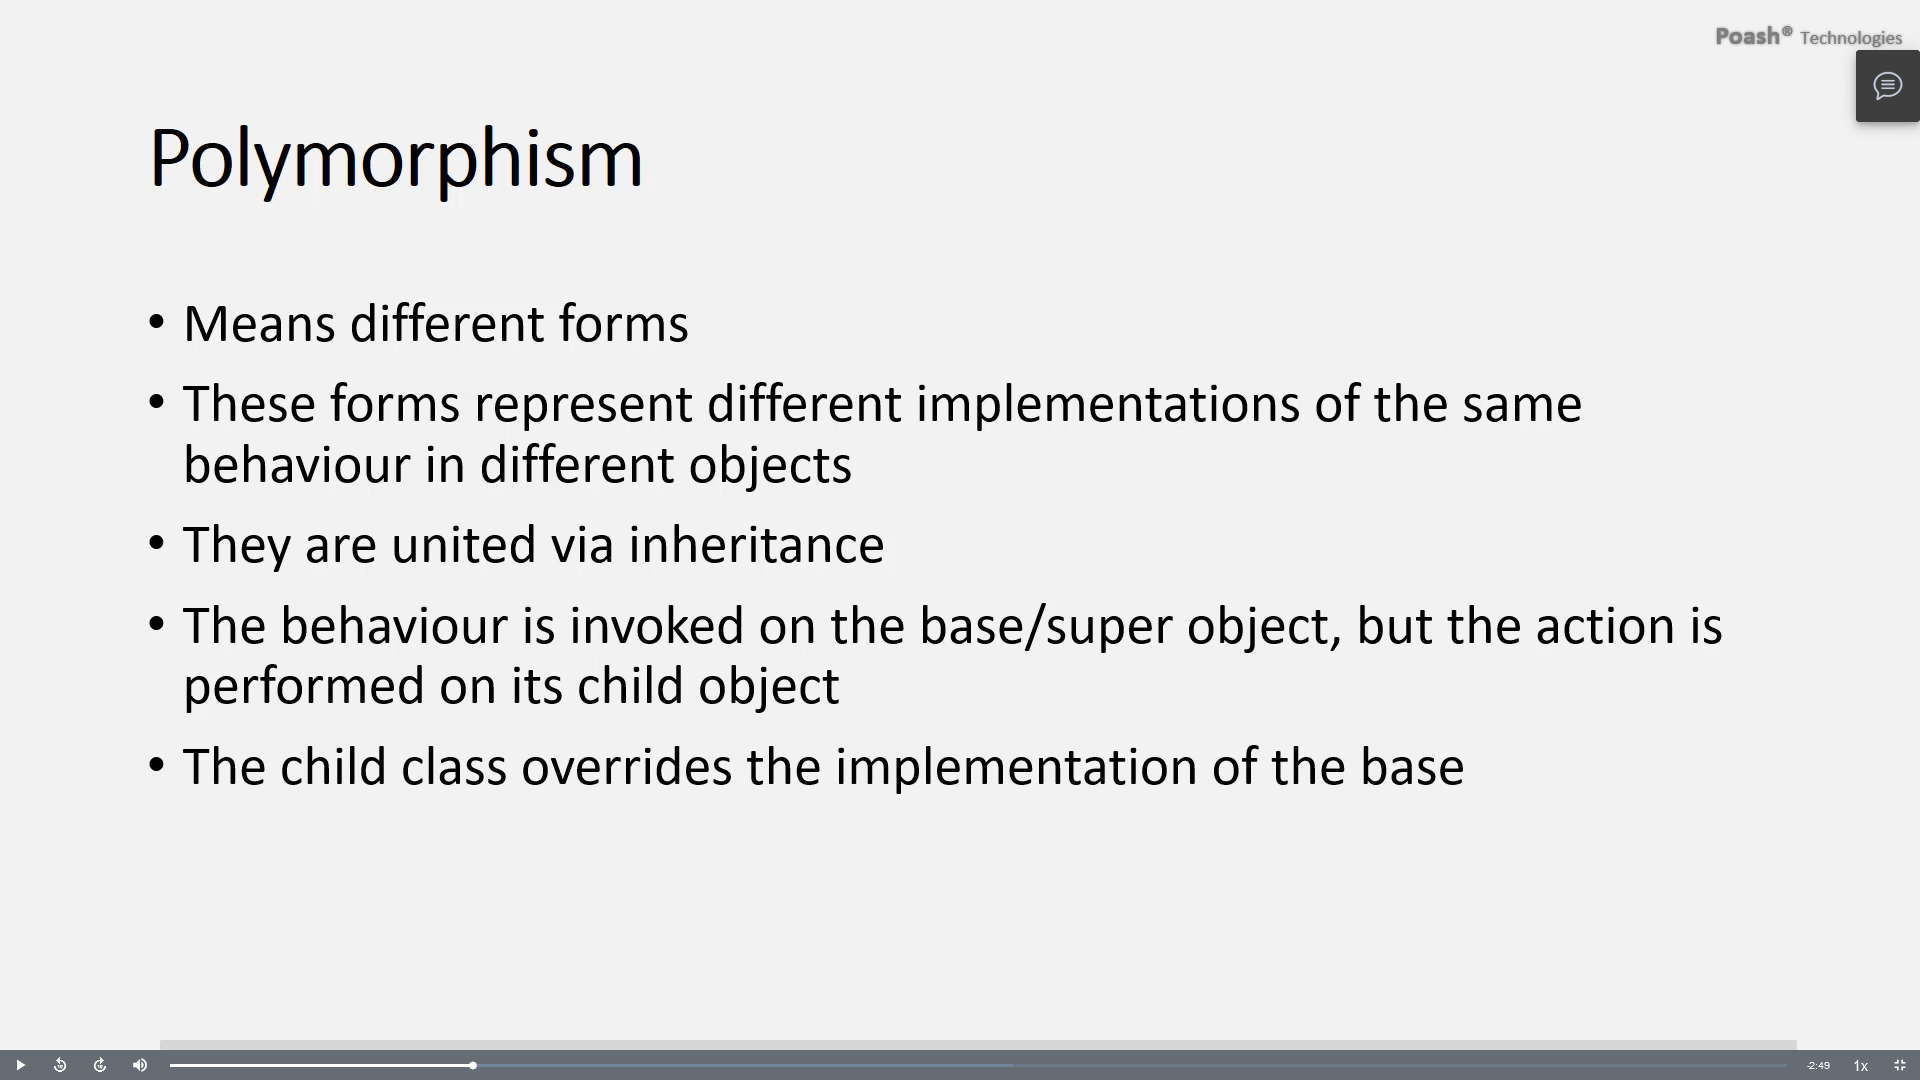 Poash® Technologies
Polymorphism
• Means different forms
• These forms represent different implementations of the same
behaviour in different objects
• They are united via inheritance
• The behaviour is invoked on the base/super object, but the action is
performed on its child object
• The child class overrides the implementation of the base
-2:49 1x